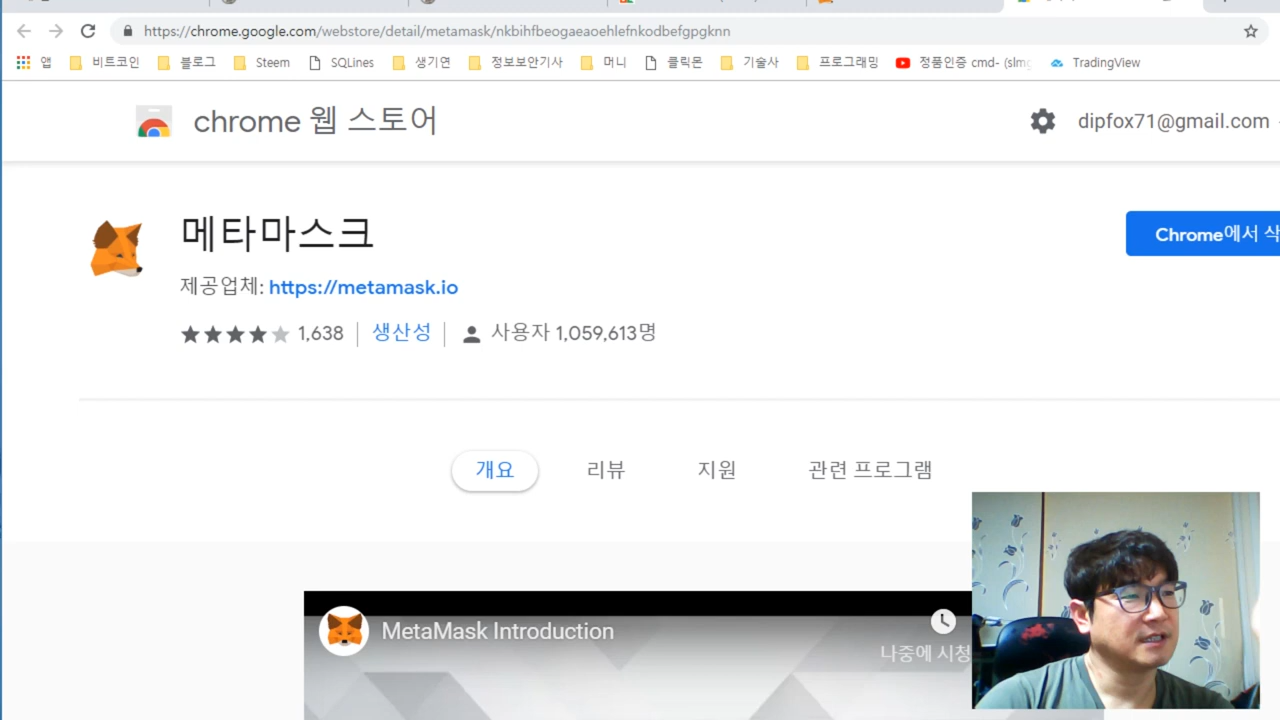 https://chrome.google.com/webstore/detail/metamask/nkbihfbeogaeaoehlefnkodbefgpgknn
앱 비트코인 블로그 Steem SQLines 생기연 정보보안기사 머니 클릭몬 기술사 프로그래밍 정품인증 cmd- (slmg TradingView
chrome 웹 스토어
dipfox71@gmail.com
메타마스크
Chrome에서 삭
제공업체: https://metamask.io
1,638 생산성 사용자 1,059,613명
개요 리뷰 지원 관련 프로그램
MetaMask Introduction
나중에 시청